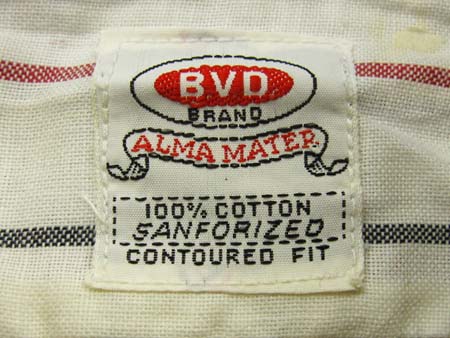 BVD
BRAND
ALMA MATER
100% COTTON
SANFORIZED
CONTOURED FIT